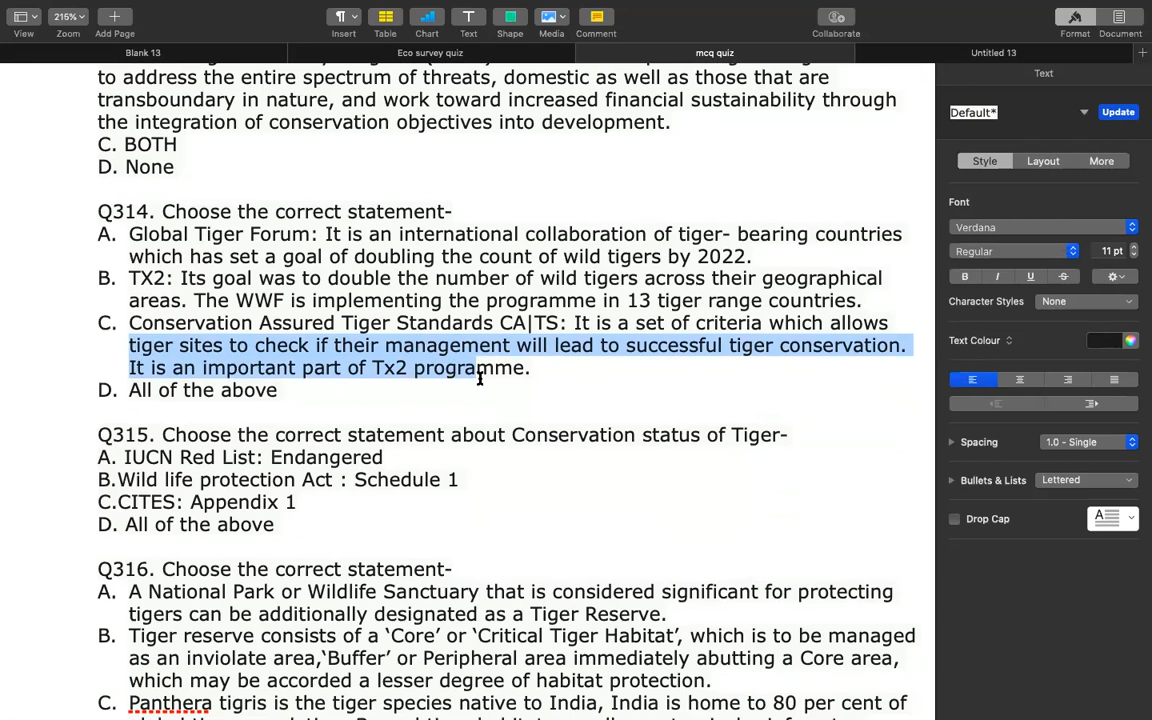 215%
View
Zoom
Add Page
Insert
Table
Chart
Text
Shape
Media
Comment
Collaborate
Format
Document
Blank 13
Eco survey quiz
mcq quiz
Untitled 13
to address the entire spectrum of threats, domestic as well as those that are
transboundary in nature, and work toward increased financial sustainability through
the integration of conservation objectives into development.
C. BOTH
D. None
Q314. Choose the correct statement-
A. Global Tiger Forum: It is an international collaboration of tiger- bearing countries
which has set a goal of doubling the count of wild tigers by 2022.
B. TX2: Its goal was to double the number of wild tigers across their geographical
areas. The WWF is implementing the programme in 13 tiger range countries.
C. Conservation Assured Tiger Standards CA|TS: It is a set of criteria which allows
tiger sites to check if their management will lead to successful tiger conservation.
It is an important part of Tx2 programme.
D. All of the above
Q315. Choose the correct statement about Conservation status of Tiger-
A. IUCN Red List: Endangered
B.Wild life protection Act : Schedule 1
C.CITES: Appendix 1
D. All of the above
Q316. Choose the correct statement-
A. A National Park or Wildlife Sanctuary that is considered significant for protecting
tigers can be additionally designated as a Tiger Reserve.
B. Tiger reserve consists of a ‘Core’ or ‘Critical Tiger Habitat’, which is to be managed
as an inviolate area,‘Buffer’ or Peripheral area immediately abutting a Core area,
which may be accorded a lesser degree of habitat protection.
C. Panthera tigris is the tiger species native to India, India is home to 80 per cent of
Text
Default*
Update
Style
Layout
More
Font
Verdana
Regular
11 pt
B I U S
Character Styles
None
Text Colour
Spacing
1.0 - Single
Bullets & Lists
Lettered
Drop Cap
A